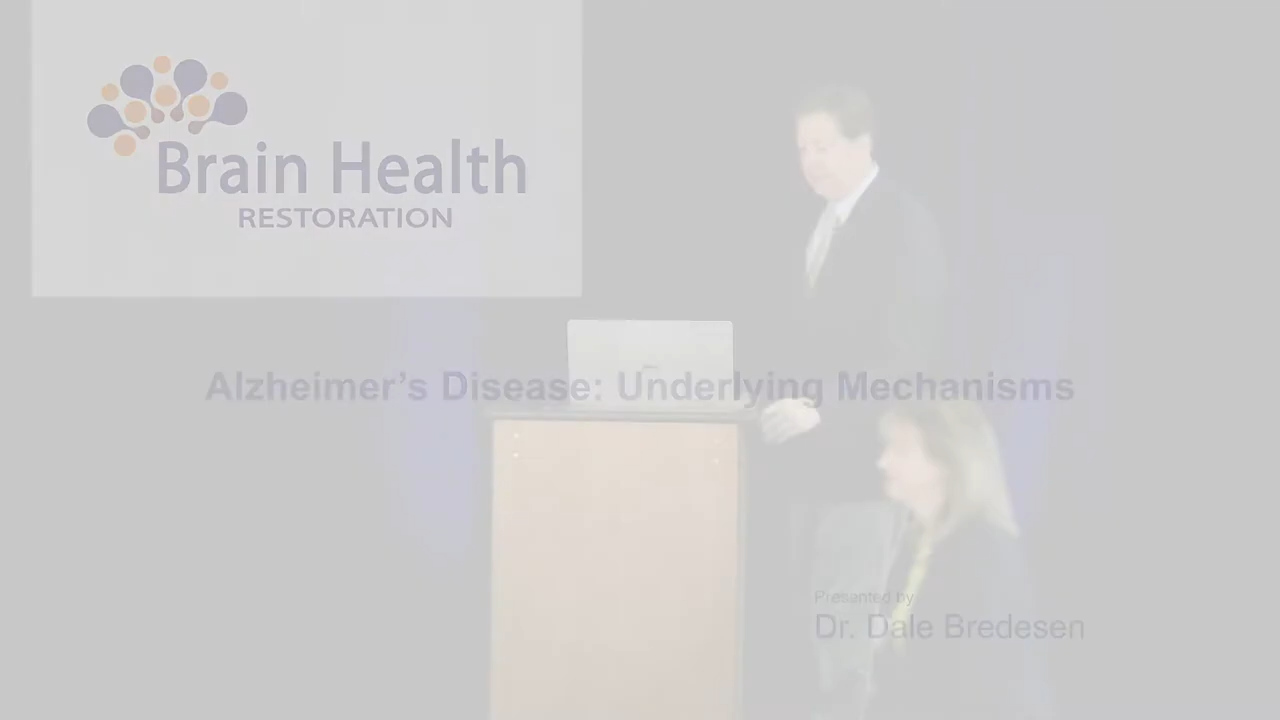 Brain Health
RESTORATION
Alzheimer's Disease: Underlying Mechanisms
Presented by
Dr. Dale Bredesen